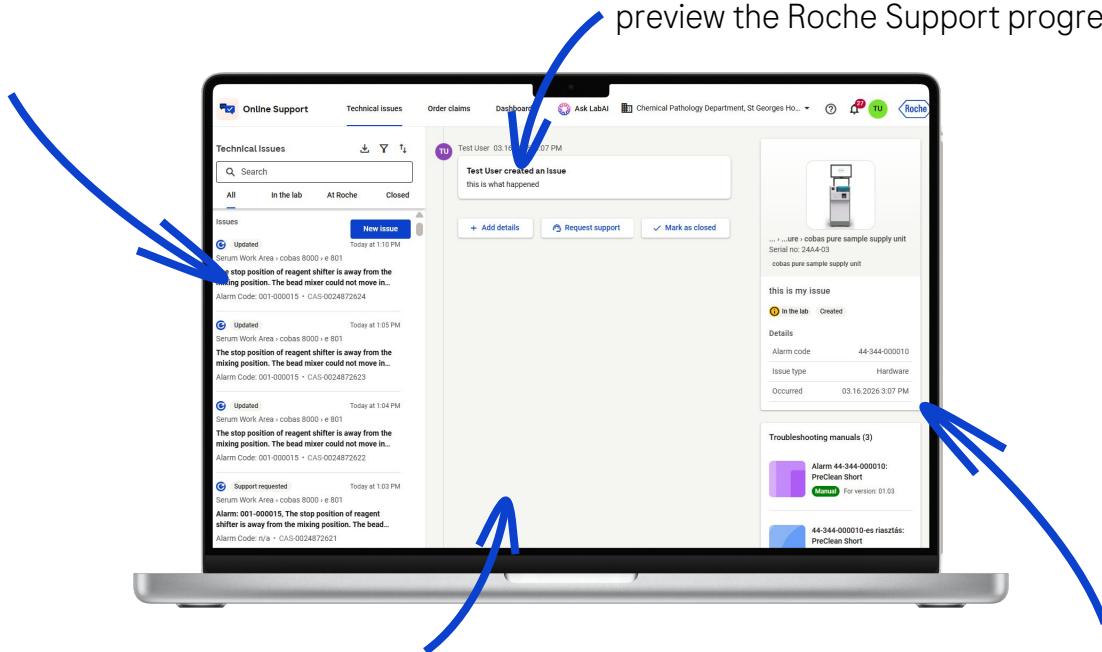 preview the Roche Support progre
Online Support
Technical issues
Order claims
Dashboard
Ask LabAI
Chemical Pathology Department, St Georges Ho...
27
TU
Roche
Technical issues
Search
All
In the lab
At Roche
Closed
Issues
New issue
Updated
Today at 1:10 PM
Serum Work Area › cobas 8000 › e 801
The stop position of reagent shifter is away from the
mixing position. The bead mixer could not move in...
Alarm Code: 001-000015 • CAS-0024872624
Updated
Today at 1:05 PM
Serum Work Area › cobas 8000 › e 801
The stop position of reagent shifter is away from the
mixing position. The bead mixer could not move in...
Alarm Code: 001-000015 • CAS-0024872623
Updated
Today at 1:04 PM
Serum Work Area › cobas 8000 › e 801
The stop position of reagent shifter is away from the
mixing position. The bead mixer could not move in...
Alarm Code: 001-000015 • CAS-0024872622
Support requested
Today at 1:03 PM
Serum Work Area › cobas 8000 › e 801
Alarm: 001-000015, The stop position of reagent
shifter is away from the mixing position. The bead...
Alarm Code: n/a • CAS-0024872621
TU
Test User 03.16 :07 PM
Test User created an issue
this is what happened
+ Add details
Request support
Mark as closed
... › ...ure › cobas pure sample supply unit
Serial no: 24A4-03
cobas pure sample supply unit
this is my issue
In the lab
Created
Details
Alarm code 44-344-000010
Issue type Hardware
Occurred 03.16.2026 3:07 PM
Troubleshooting manuals (3)
Alarm 44-344-000010:
PreClean Short
Manual For version: 01.03
44-344-000010-es riasztás:
PreClean Short